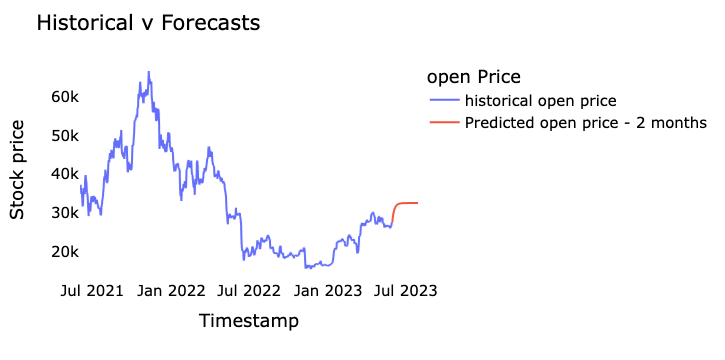 Historical v Forecasts
open Price
historical open price
Predicted open price - 2 months
Stock price
60k
50k
40k
30k
20k
Jul 2021 Jan 2022 Jul 2022 Jan 2023 Jul 2023
Timestamp